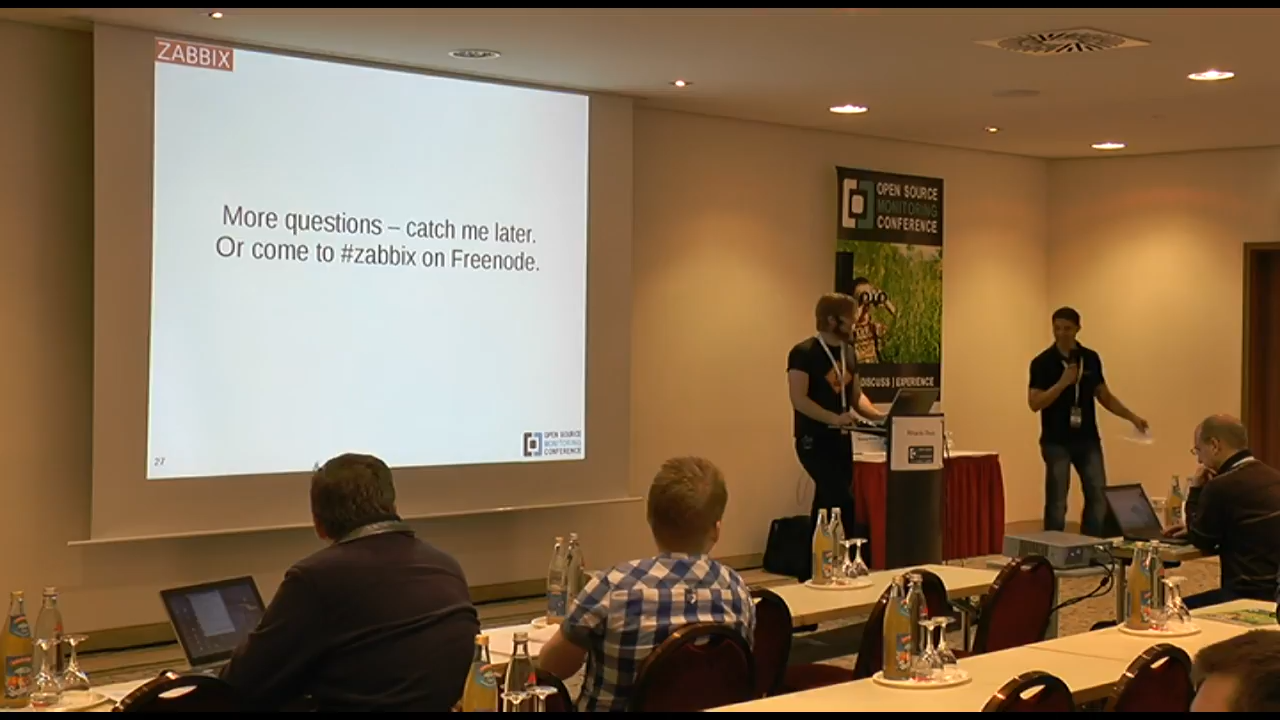 ZABBIX
More questions – catch me later.
Or come to #zabbix on Freenode.
27
OPEN SOURCE
MONITORING
CONFERENCE
OPEN SOURCE
MONITORING
CONFERENCE
DISCUSS | EXPERIENCE